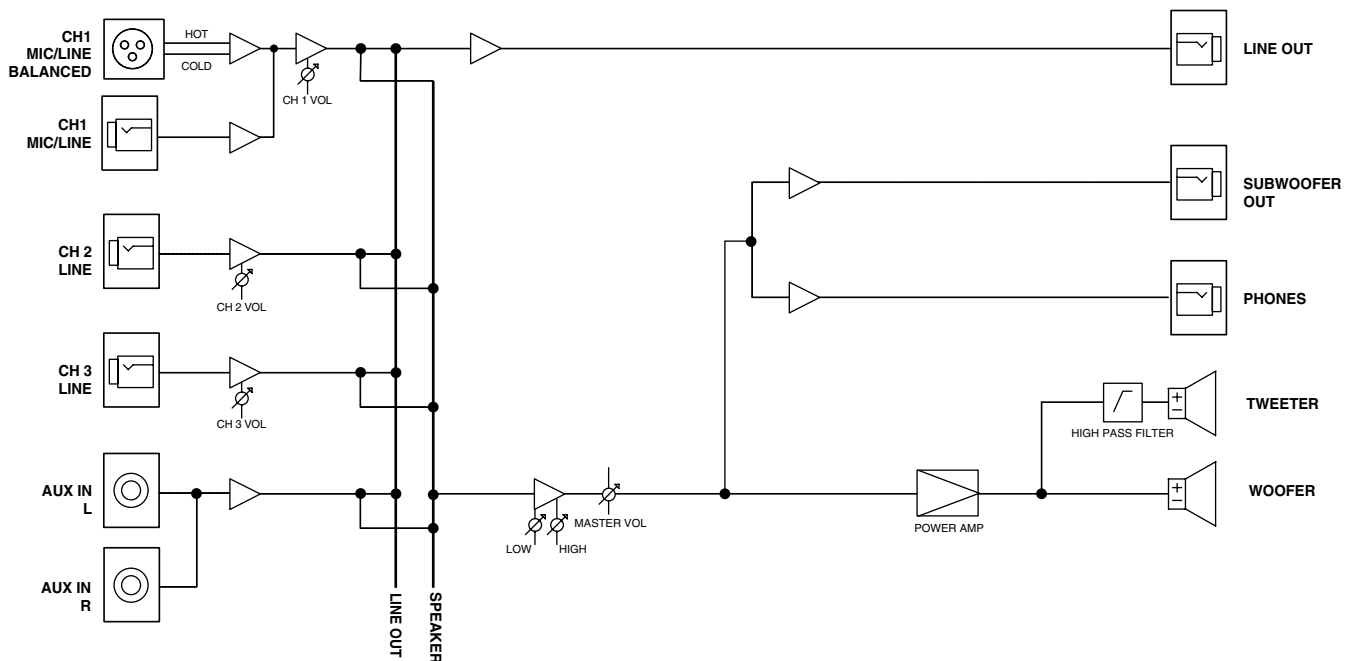 CH1
MIC/LINE
BALANCED
HOT
COLD
CH 1 VOL
LINE OUT
CH1
MIC/LINE
SUBWOOFER
OUT
CH 2
LINE
CH 2 VOL
PHONES
CH 3
LINE
CH 3 VOL
TWEETER
HIGH PASS FILTER
AUX IN
L
LOW
HIGH
MASTER VOL
POWER AMP
WOOFER
AUX IN
R
LINE OUT
SPEAKER